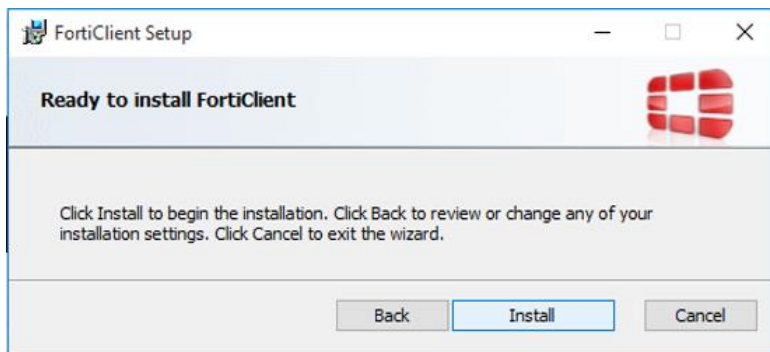 FortiClient Setup
Ready to install FortiClient
Click Install to begin the installation. Click Back to review or change any of your
installation settings. Click Cancel to exit the wizard.
Back Install Cancel